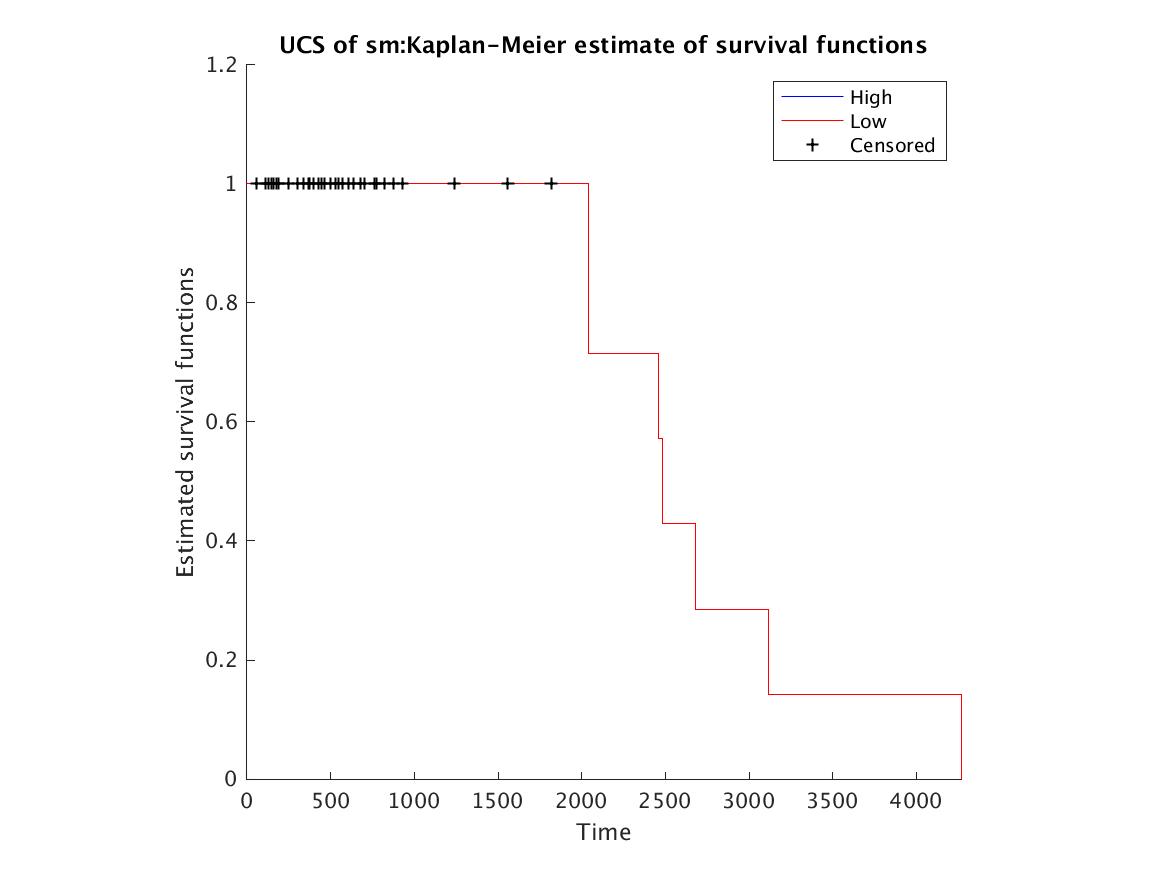 UCS of sm:Kaplan-Meier estimate of survival functions
High
Low
Censored
1.2
1
0.8
0.6
0.4
0.2
0
Estimated survival functions
0 500 1000 1500 2000 2500 3000 3500 4000
Time